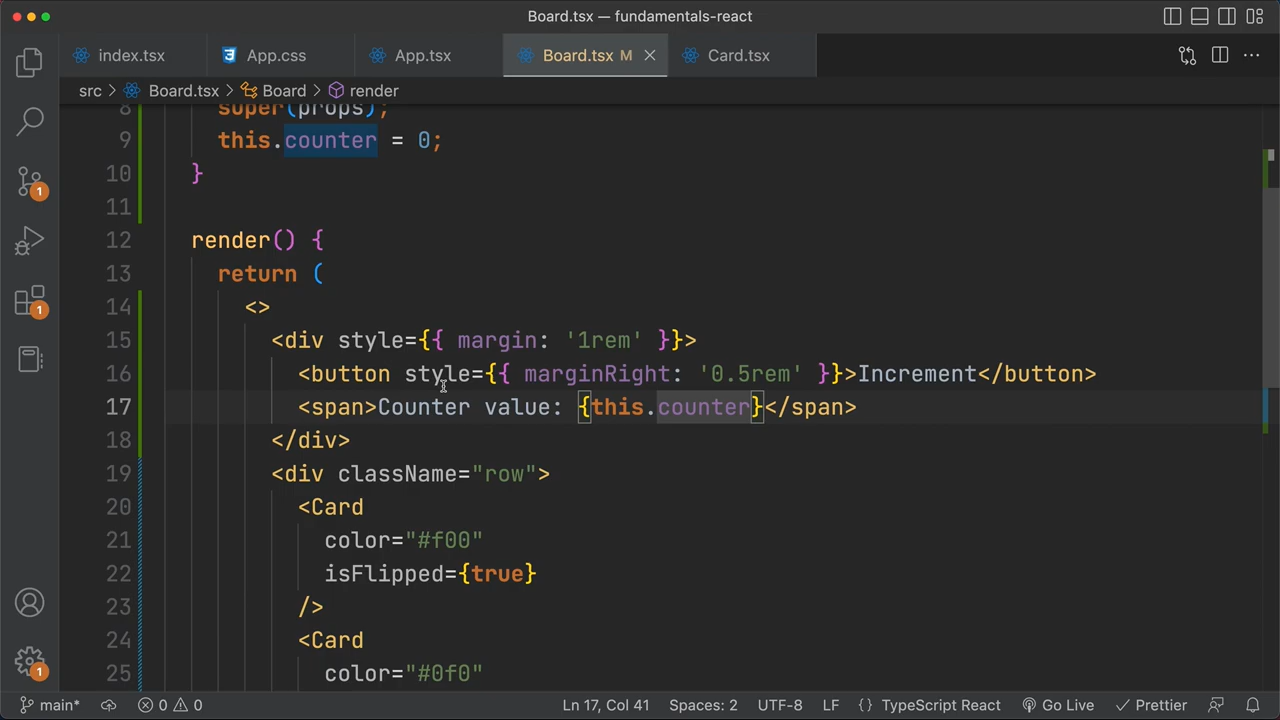 Board.tsx — fundamentals-react
index.tsx App.css App.tsx Board.tsx M Card.tsx
src > Board.tsx > Board > render
8 super(props);
9 this.counter = 0;
10 }
11
12 render() {
13 return (
14 <>
15 <div style={{ margin: '1rem' }}>
16 <button style={{ marginRight: '0.5rem' }}>Increment</button>
17 <span>Counter value: {this.counter}</span>
18 </div>
19 <div className="row">
20 <Card
21 color="#f00"
22 isFlipped={true}
23 />
24 <Card
25 color="#0f0"
1
1
1
main* 0 0 Ln 17, Col 41 Spaces: 2 UTF-8 LF {} TypeScript React Go Live Prettier